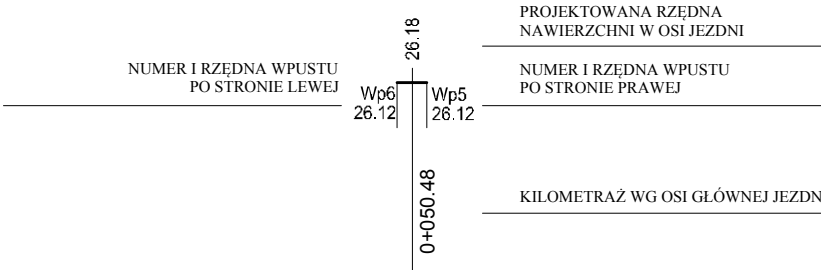 PROJEKTOWANA RZĘDNA
NAWIERZCHNI W OSI JEZDNI
26.18
NUMER I RZĘDNA WPUSTU
PO STRONIE LEWEJ
NUMER I RZĘDNA WPUSTU
PO STRONIE PRAWEJ
Wp6
26.12
Wp5
26.12
0+050.48
KILOMETRAŻ WG OSI GŁÓWNEJ JEZDN